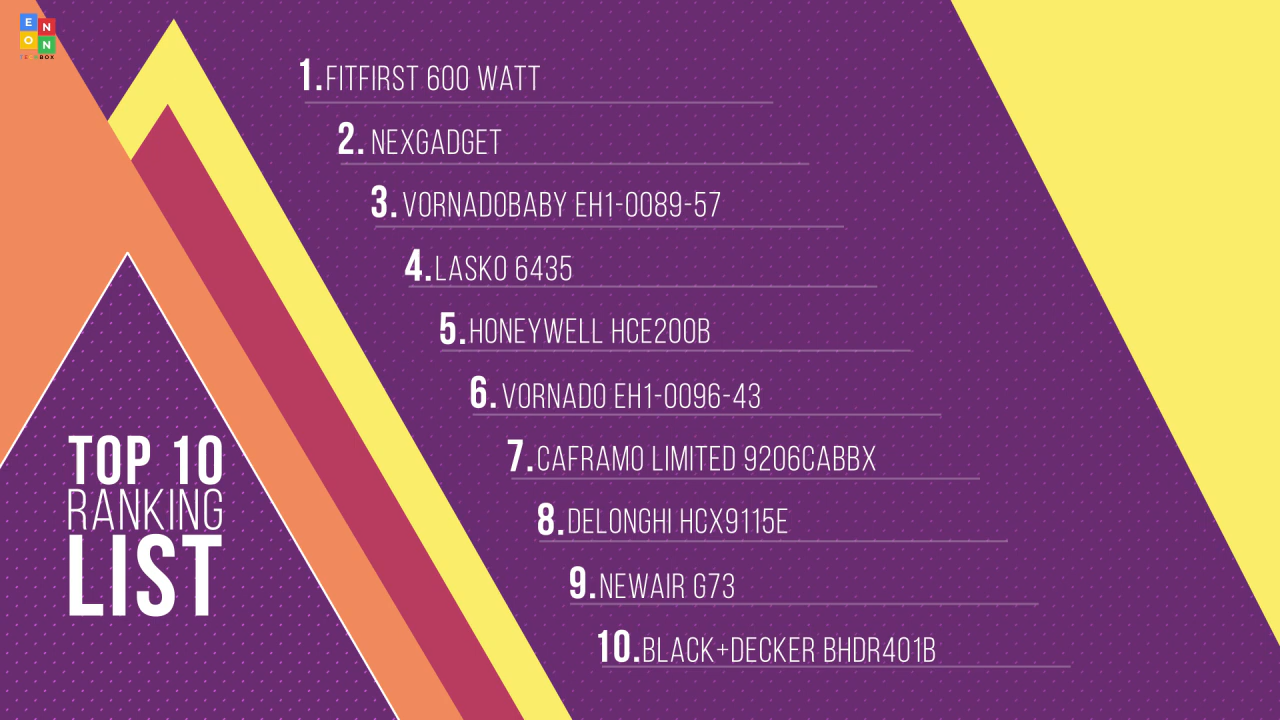 E N
O N
TECHBOX
1. FITFIRST 600 WATT
2. NEXGADGET
3. VORNADOBABY EH1-0089-57
4. LASKO 6435
5. HONEYWELL HCE200B
6. VORNADO EH1-0096-43
7. CAFRAMO LIMITED 9206CABBX
8. DELONGHI HCX9115E
9. NEWAIR G73
10. BLACK+DECKER BHDR401B
TOP 10
RANKING
LIST